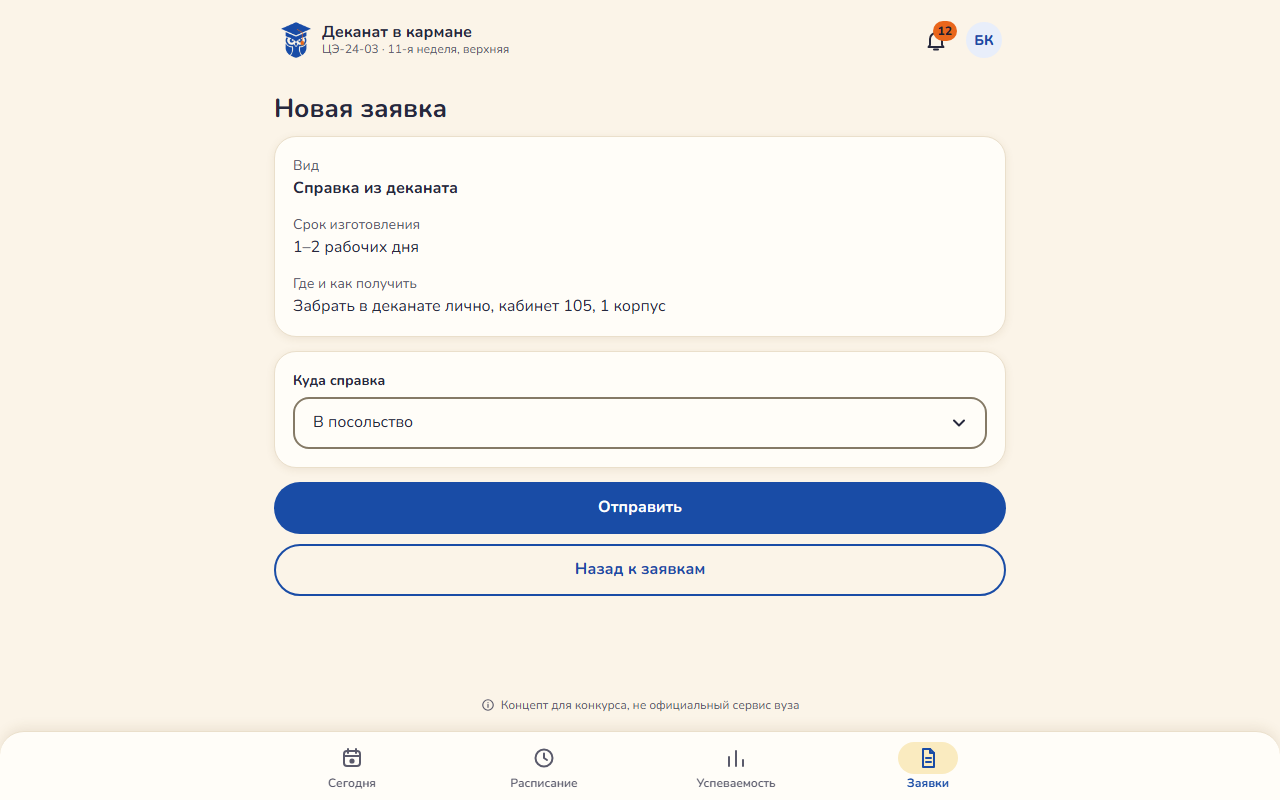 Деканат в кармане
ЦЭ-24-03 · 11-я неделя, верхняя
12
БК
Новая заявка
Вид
Справка из деканата
Срок изготовления
1–2 рабочих дня
Где и как получить
Забрать в деканате лично, кабинет 105, 1 корпус
Куда справка
В посольство
Отправить
Назад к заявкам
Концепт для конкурса, не официальный сервис вуза
Сегодня
Расписание
Успеваемость
Заявки